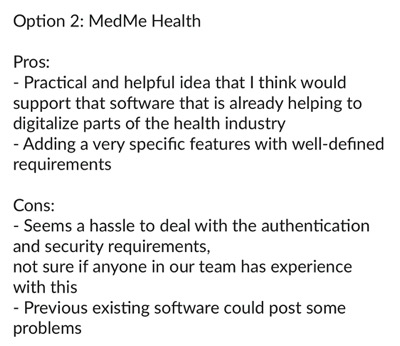 Option 2: MedMe Health

Pros:
- Practical and helpful idea that I think would
support that software that is already helping to
digitalize parts of the health industry
- Adding a very specific features with well-defined
requirements

Cons:
- Seems a hassle to deal with the authentication
and security requirements,
not sure if anyone in our team has experience
with this
- Previous existing software could post some
problems